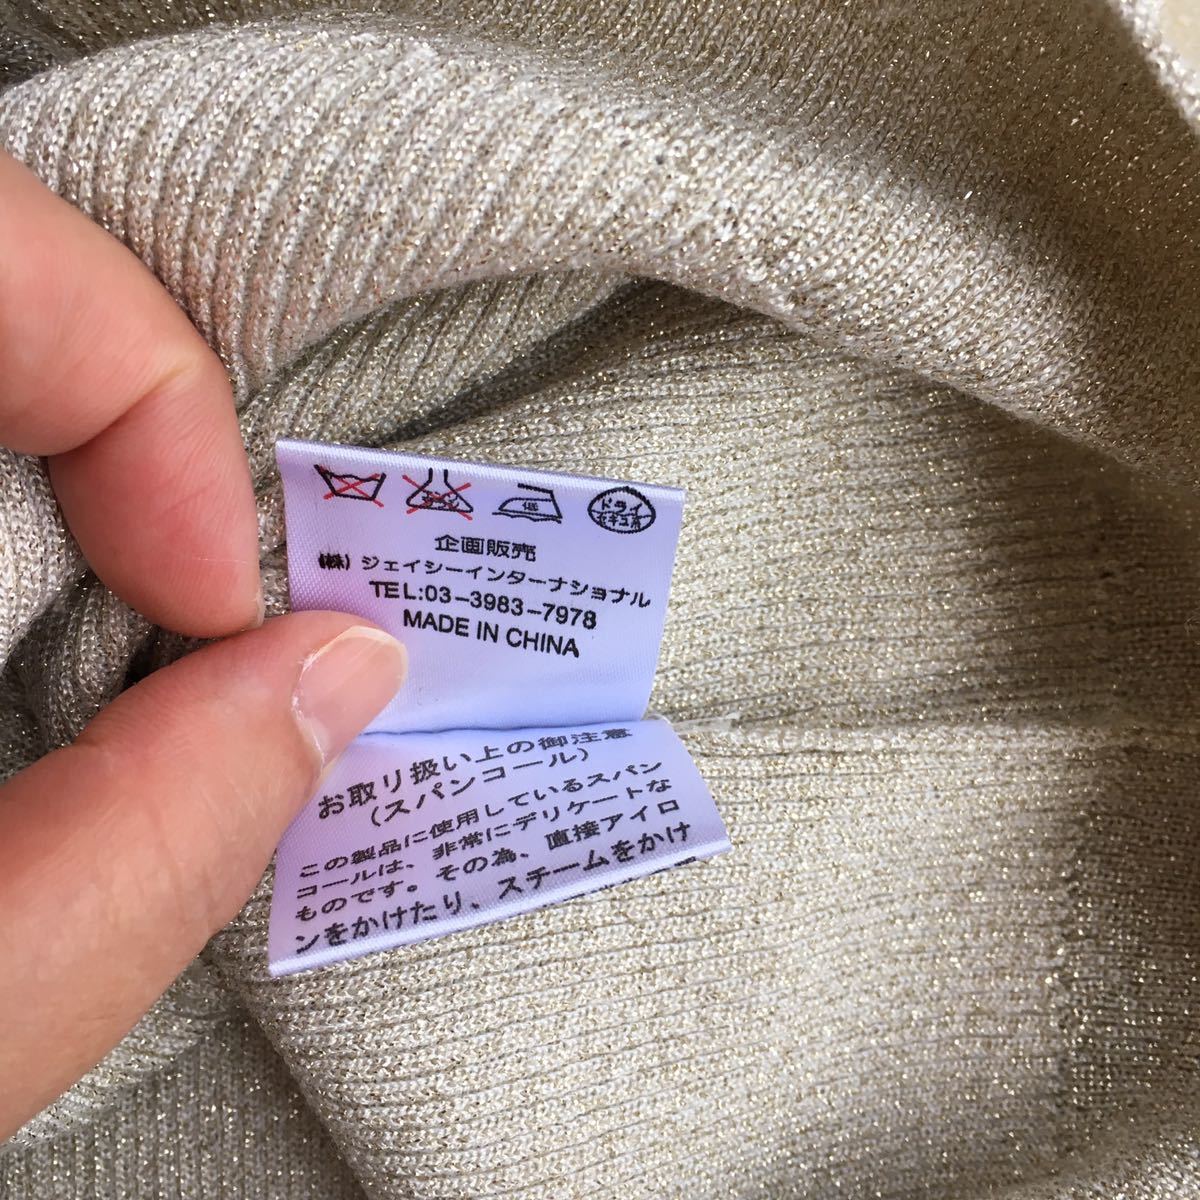 低
ドライ
セキユ系
企画販売
(株)ジェイシーインターナショナル
TEL:03-3983-7978
MADE IN CHINA
お取り扱い上の御注意
(スパンコール)
この製品に使用しているスパン
コールは、非常にデリケートな
ものです。その為、直接アイロ
ンをかけたり、スチームをかけ